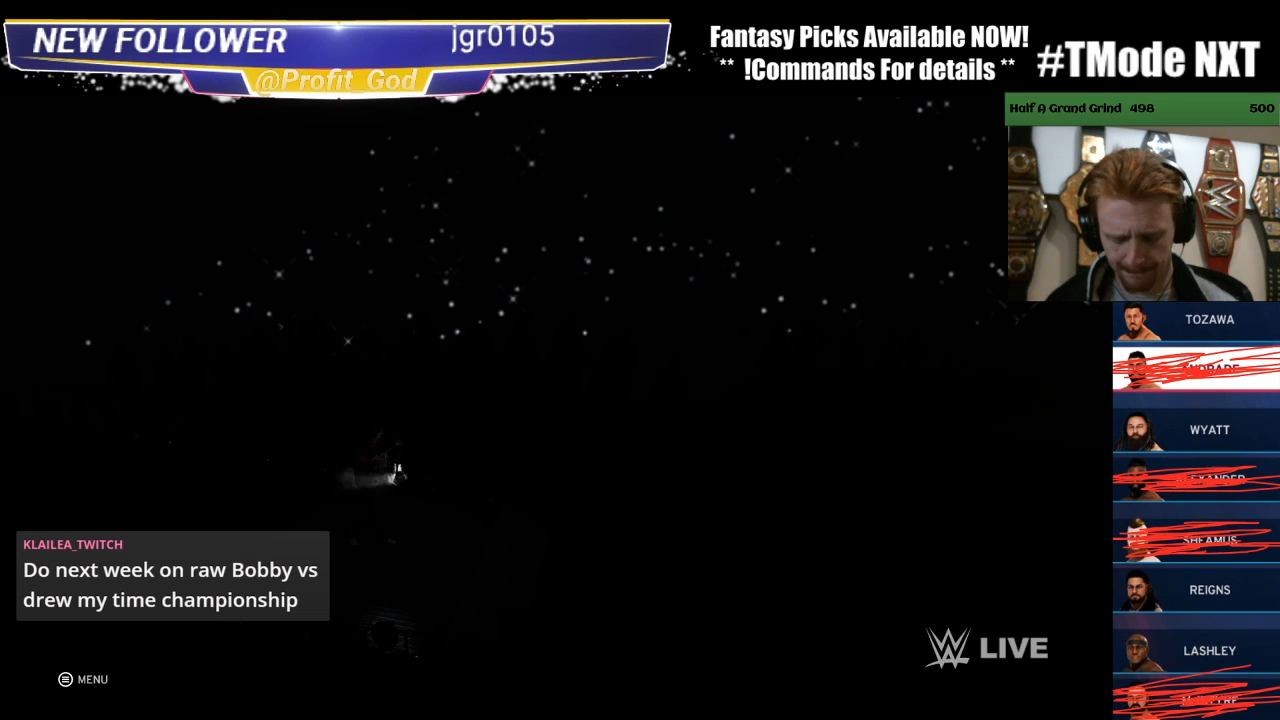 NEW FOLLOWER
jgr0105
@Profit_God
Fantasy Picks Available NOW!
** !Commands For details **
#TMode NXT
Half A Grand Grind 498 500
TOZAWA
WYATT
SHEAMUS
REIGNS
LASHLEY
KLAILEA_TWITCH
Do next week on raw Bobby vs
drew my time championship
LIVE
MENU